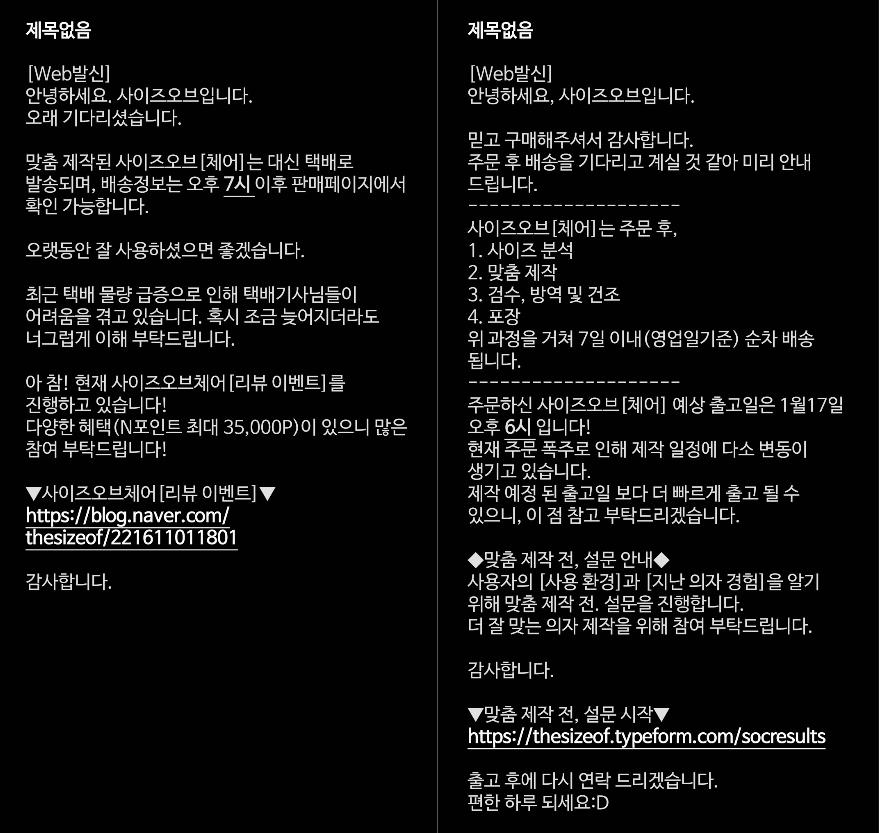 제목없음
[Web발신]
안녕하세요. 사이즈오브입니다.
오래 기다리셨습니다.
맞춤 제작된 사이즈오브[체어]는 대신 택배로
발송되며, 배송정보는 오후 7시 이후 판매페이지에서
확인 가능합니다.
오랫동안 잘 사용하셨으면 좋겠습니다.
최근 택배 물량 급증으로 인해 택배기사님들이
어려움을 겪고 있습니다. 혹시 조금 늦어지더라도
너그럽게 이해 부탁드립니다.
아 참! 현재 사이즈오브체어[리뷰 이벤트]를
진행하고 있습니다!
다양한 혜택(N포인트 최대 35,000P)이 있으니 많은
참여 부탁드립니다!
▼사이즈오브체어[리뷰 이벤트]▼
https://blog.naver.com/
thesizeof/221611011801
감사합니다.
제목없음
[Web발신]
안녕하세요, 사이즈오브입니다.
믿고 구매해주셔서 감사합니다.
주문 후 배송을 기다리고 계실 것 같아 미리 안내
드립니다.
--------------------
사이즈오브[체어]는 주문 후,
1. 사이즈 분석
2. 맞춤 제작
3. 검수, 방역 및 건조
4. 포장
위 과정을 거쳐 7일 이내(영업일기준) 순차 배송
됩니다.
--------------------
주문하신 사이즈오브[체어] 예상 출고일은 1월17일
오후 6시 입니다!
현재 주문 폭주로 인해 제작 일정에 다소 변동이
생기고 있습니다.
제작 예정 된 출고일 보다 더 빠르게 출고 될 수
있으니, 이 점 참고 부탁드리겠습니다.
◆맞춤 제작 전, 설문 안내◆
사용자의 [사용 환경]과 [지난 의자 경험]을 알기
위해 맞춤 제작 전. 설문을 진행합니다.
더 잘 맞는 의자 제작을 위해 참여 부탁드립니다.
감사합니다.
▼맞춤 제작 전, 설문 시작▼
https://thesizeof.typeform.com/socresults
출고 후에 다시 연락 드리겠습니다.
편한 하루 되세요:D